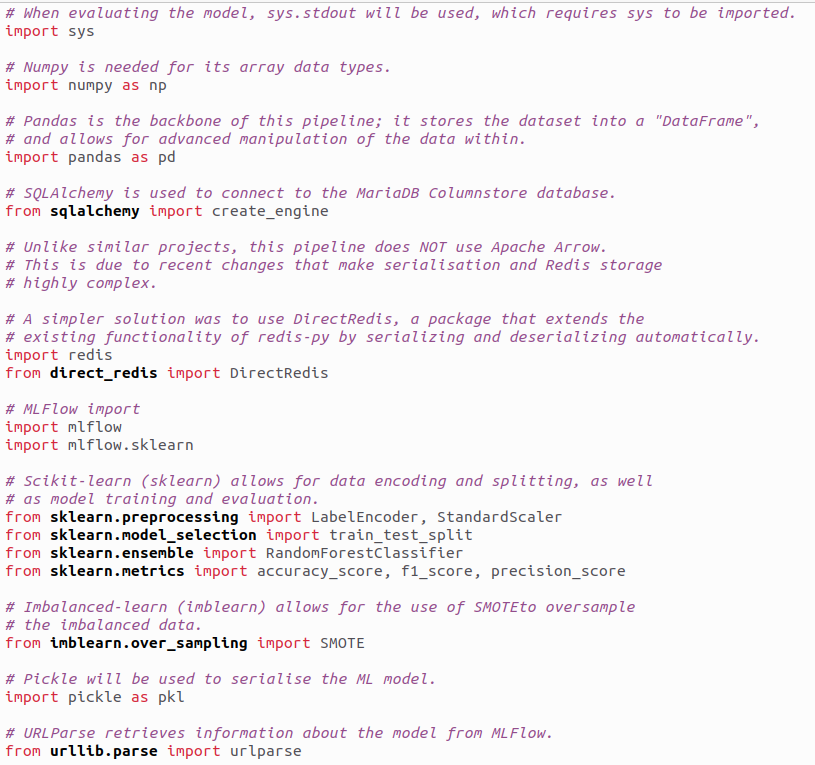 # When evaluating the model, sys.stdout will be used, which requires sys to be imported.
import sys
# Numpy is needed for its array data types.
import numpy as np
# Pandas is the backbone of this pipeline; it stores the dataset into a "DataFrame",
# and allows for advanced manipulation of the data within.
import pandas as pd
# SQLAlchemy is used to connect to the MariaDB Columnstore database.
from sqlalchemy import create_engine
# Unlike similar projects, this pipeline does NOT use Apache Arrow.
# This is due to recent changes that make serialisation and Redis storage
# highly complex.
# A simpler solution was to use DirectRedis, a package that extends the
# existing functionality of redis-py by serializing and deserializing automatically.
import redis
from direct_redis import DirectRedis
# MLFlow import
import mlflow
import mlflow.sklearn
# Scikit-learn (sklearn) allows for data encoding and splitting, as well
# as model training and evaluation.
from sklearn.preprocessing import LabelEncoder, StandardScaler
from sklearn.model_selection import train_test_split
from sklearn.ensemble import RandomForestClassifier
from sklearn.metrics import accuracy_score, f1_score, precision_score
# Imbalanced-learn (imblearn) allows for the use of SMOTEto oversample
# the imbalanced data.
from imblearn.over_sampling import SMOTE
# Pickle will be used to serialise the ML model.
import pickle as pkl
# URLParse retrieves information about the model from MLFlow.
from urllib.parse import urlparse